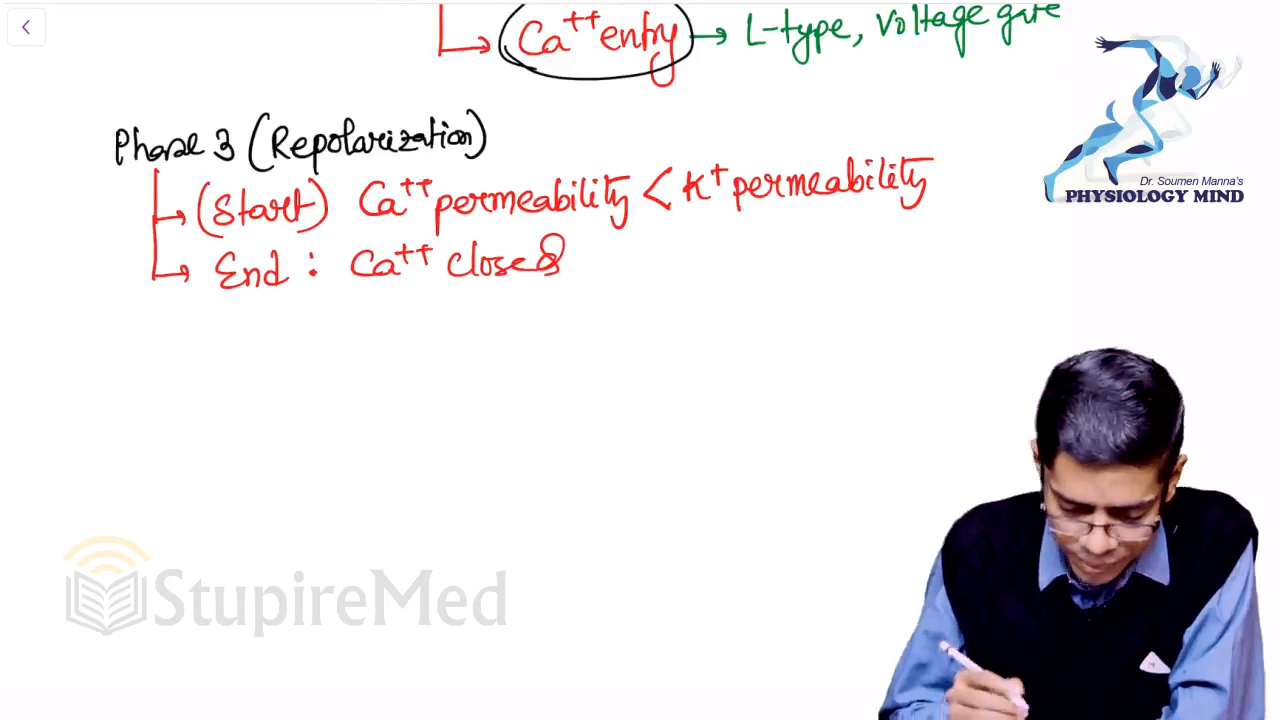 Ca++ entry → L-type, Voltage gate
Phase 3 (Repolarization)
(Start) Ca++ permeability < K+ permeability
End : Ca++ closed
Dr. Soumen Manna's
PHYSIOLOGY MIND
StupireMed